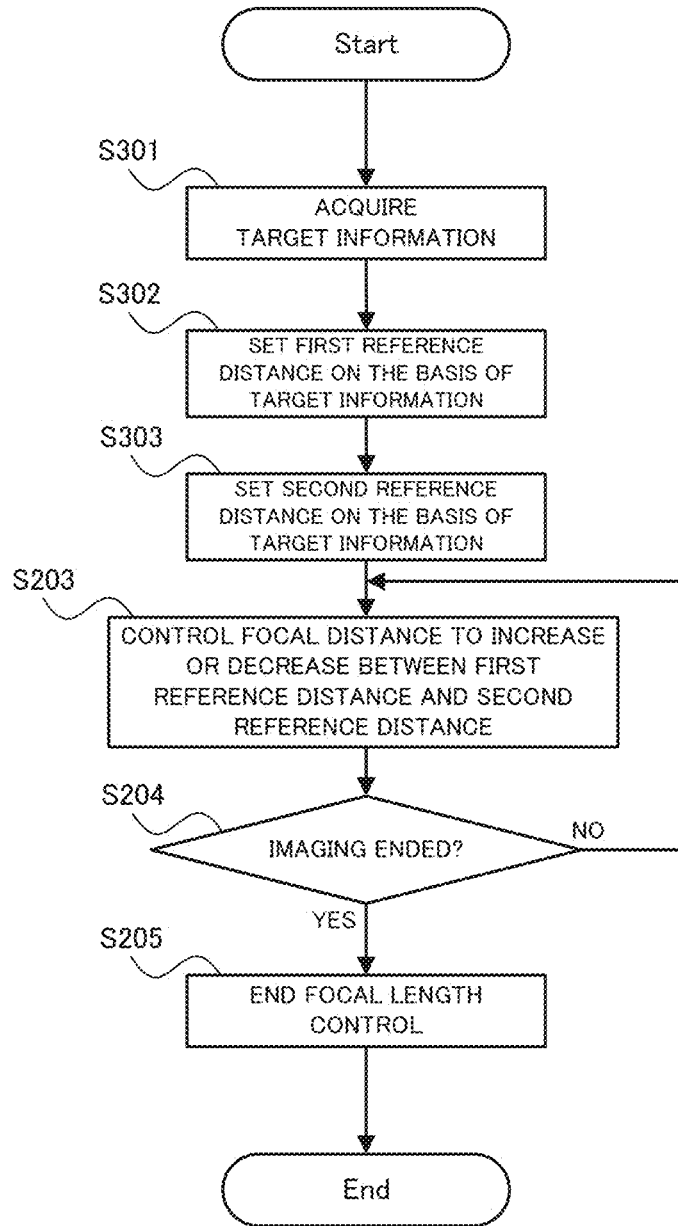 Start
S301
ACQUIRE
TARGET INFORMATION
S302
SET FIRST REFERENCE
DISTANCE ON THE BASIS OF
TARGET INFORMATION
S303
SET SECOND REFERENCE
DISTANCE ON THE BASIS OF
TARGET INFORMATION
S203
CONTROL FOCAL DISTANCE TO INCREASE
OR DECREASE BETWEEN FIRST
REFERENCE DISTANCE AND SECOND
REFERENCE DISTANCE
S204
IMAGING ENDED?
NO
YES
S205
END FOCAL LENGTH
CONTROL
End